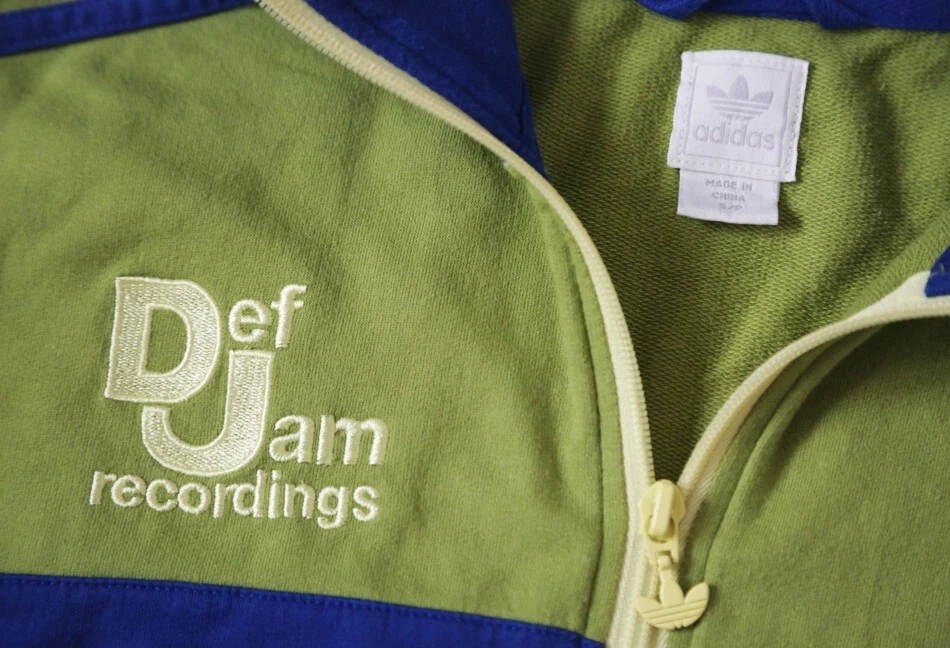 Def
Jam
recordings
adidas
MADE IN
CHINA
S/P